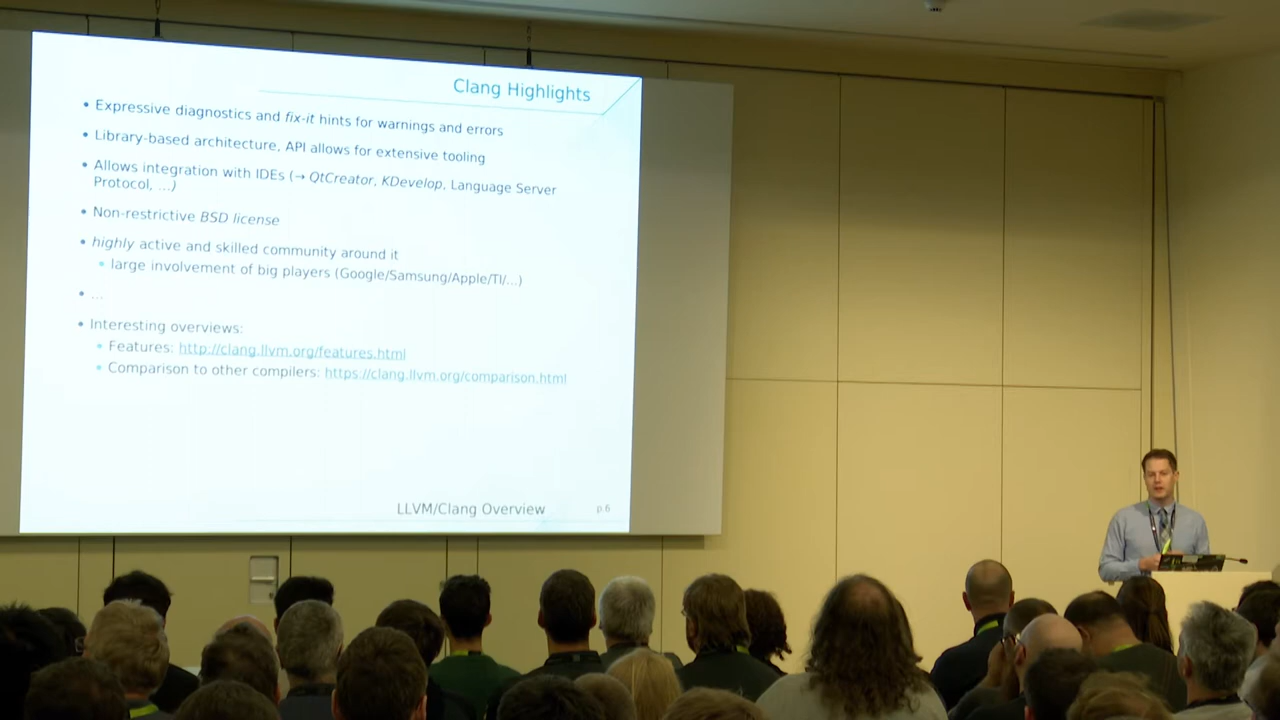 Clang Highlights
• Expressive diagnostics and fix-it hints for warnings and errors
• Library-based architecture, API allows for extensive tooling
• Allows integration with IDEs (→ QtCreator, KDevelop, Language Server
Protocol, ...)
• Non-restrictive BSD license
• highly active and skilled community around it
• large involvement of big players (Google/Samsung/Apple/TI/...)
• ...
• Interesting overviews:
• Features: http://clang.llvm.org/features.html
• Comparison to other compilers: https://clang.llvm.org/comparison.html
LLVM/Clang Overview p.6